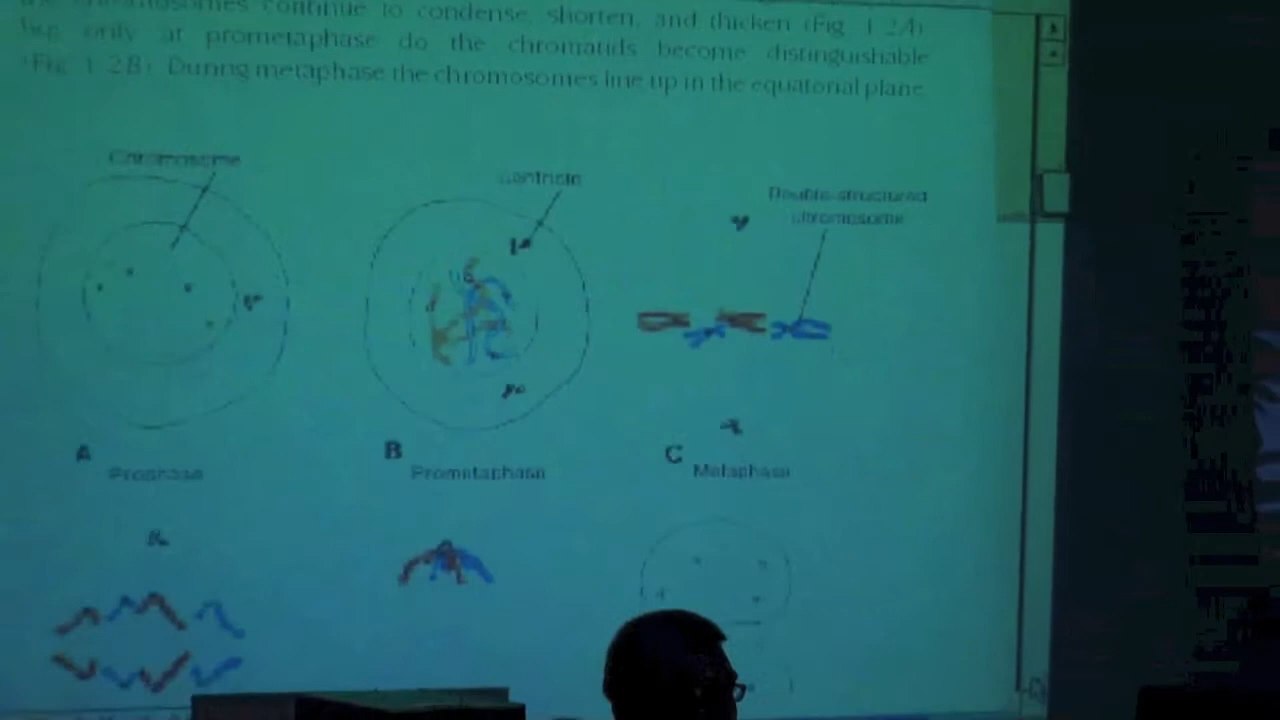 the chromosomes continue to condense, shorten, and thicken (Fig. 1.2A)
but only at prometaphase do the chromatids become distinguishable
(Fig. 1.2B). During metaphase the chromosomes line up in the equatorial plane
Chromosome
Centriole
Double-structured
chromosome
A
Prophase
B
Prometaphase
C
Metaphase